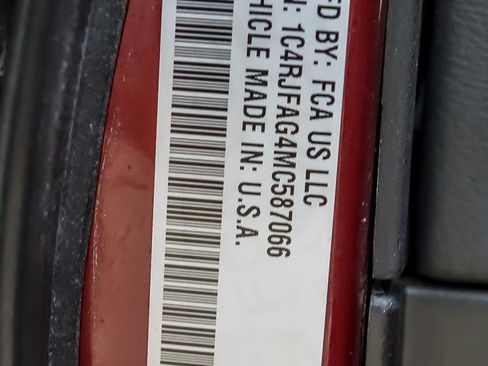 FD BY: FCA US LLC
N: 1C4RJFAG4MC587066
HICLE MADE IN: U.S.A.